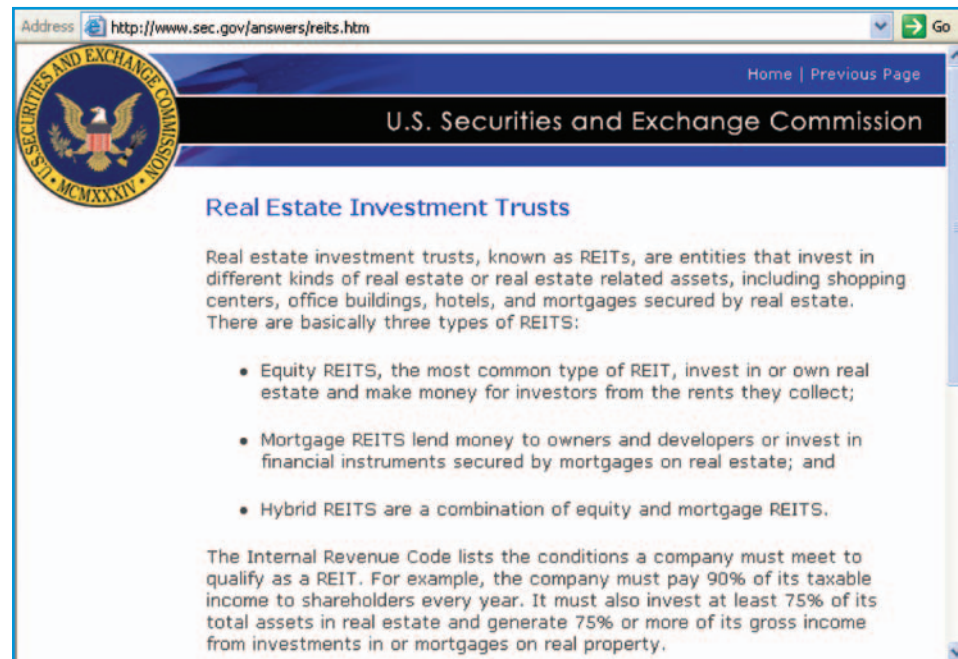 Address http://www.sec.gov/answers/reits.htm Go
Home | Previous Page
U.S. SECURITIES AND EXCHANGE COMMISSION
MCMXXXIV
U.S. Securities and Exchange Commission
Real Estate Investment Trusts
Real estate investment trusts, known as REITs, are entities that invest in
different kinds of real estate or real estate related assets, including shopping
centers, office buildings, hotels, and mortgages secured by real estate.
There are basically three types of REITS:
• Equity REITS, the most common type of REIT, invest in or own real
estate and make money for investors from the rents they collect;
• Mortgage REITS lend money to owners and developers or invest in
financial instruments secured by mortgages on real estate; and
• Hybrid REITS are a combination of equity and mortgage REITS.
The Internal Revenue Code lists the conditions a company must meet to
qualify as a REIT. For example, the company must pay 90% of its taxable
income to shareholders every year. It must also invest at least 75% of its
total assets in real estate and generate 75% or more of its gross income
from investments in or mortgages on real property.